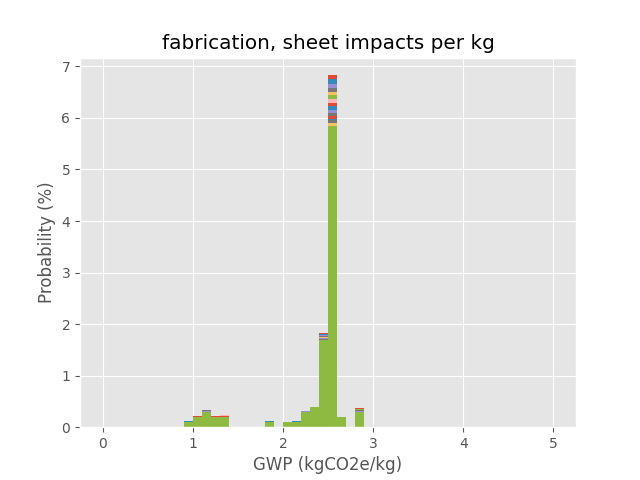 fabrication, sheet impacts per kg
7
6
5
4
3
2
1
0
Probability (%)
0 1 2 3 4 5
GWP (kgCO2e/kg)